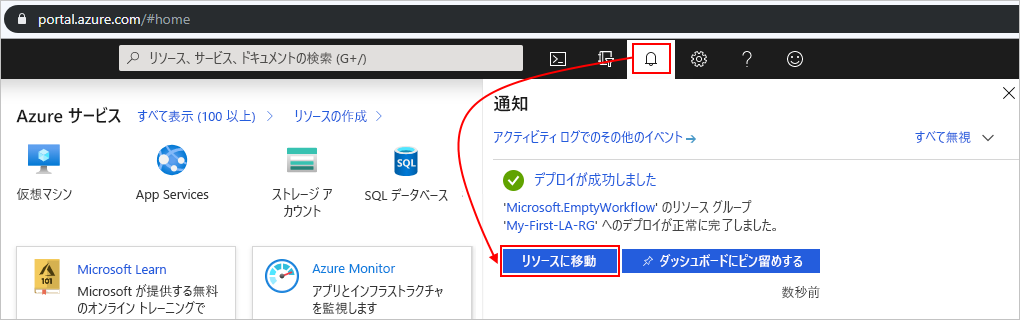 portal.azure.com/#home
リソース、サービス、ドキュメントの検索 (G+/)
Azure サービス すべて表示 (100 以上) リソースの作成
仮想マシン
App Services
ストレージ ア
カウント
SQL
SQL データベース
101
Microsoft Learn
Microsoft が提供する無料
のオンライン トレーニングで
Azure Monitor
アプリとインフラストラクチャ
を監視します
通知
アクティビティ ログでのその他のイベント
すべて無視
デプロイが成功しました
'Microsoft.EmptyWorkflow' のリソース グループ
'My-First-LA-RG' へのデプロイが正常に完了しました。
リソースに移動
ダッシュボードにピン留めする
数秒前